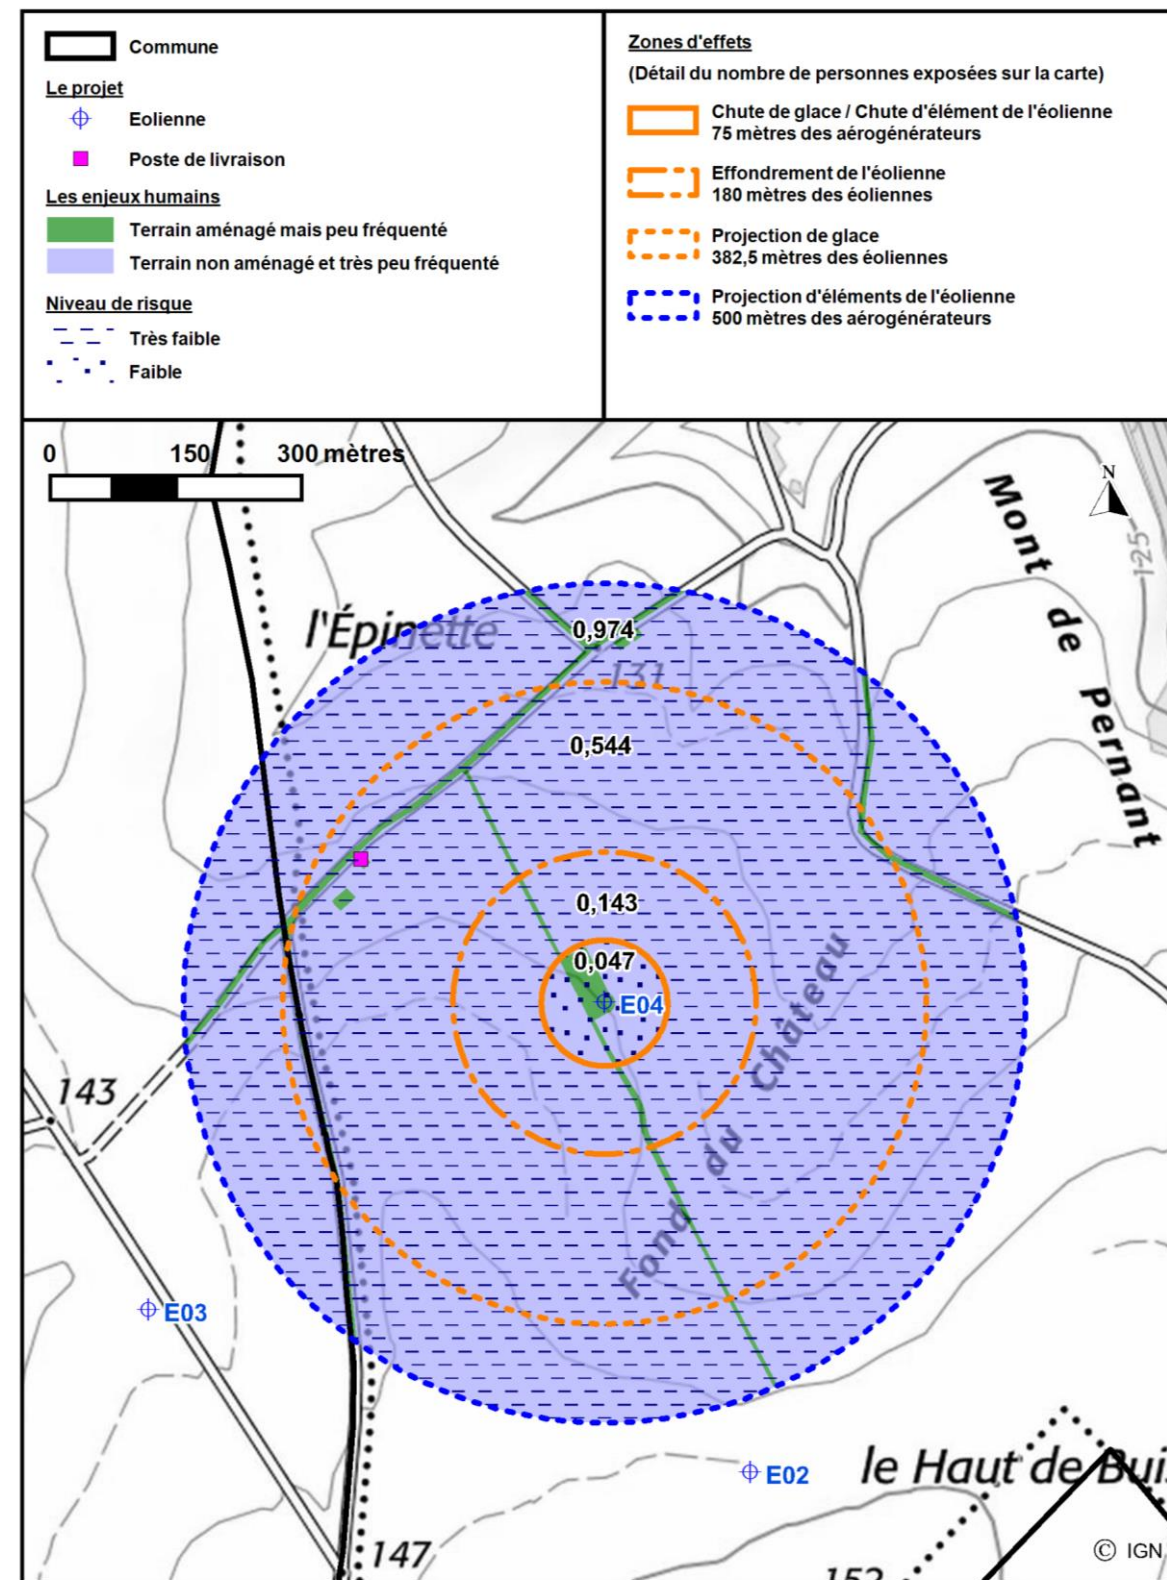 Commune
Le projet
Eolienne
Poste de livraison
Les enjeux humains
Terrain aménagé mais peu fréquenté
Terrain non aménagé et très peu fréquenté
Niveau de risque
Très faible
Faible
Zones d'effets
(Détail du nombre de personnes exposées sur la carte)
Chute de glace / Chute d'élément de l'éolienne
75 mètres des aérogénérateurs
Effondrement de l'éolienne
180 mètres des éoliennes
Projection de glace
382,5 mètres des éoliennes
Projection d'éléments de l'éolienne
500 mètres des aérogénérateurs
0 150 300 mètres
N
Mont de Pernant
125
l'Épinette
0,974
131
0,544
0,143
0,047
E04
Fond du Château
143
E03
E02
le Haut de Buis
147
152
© IGN